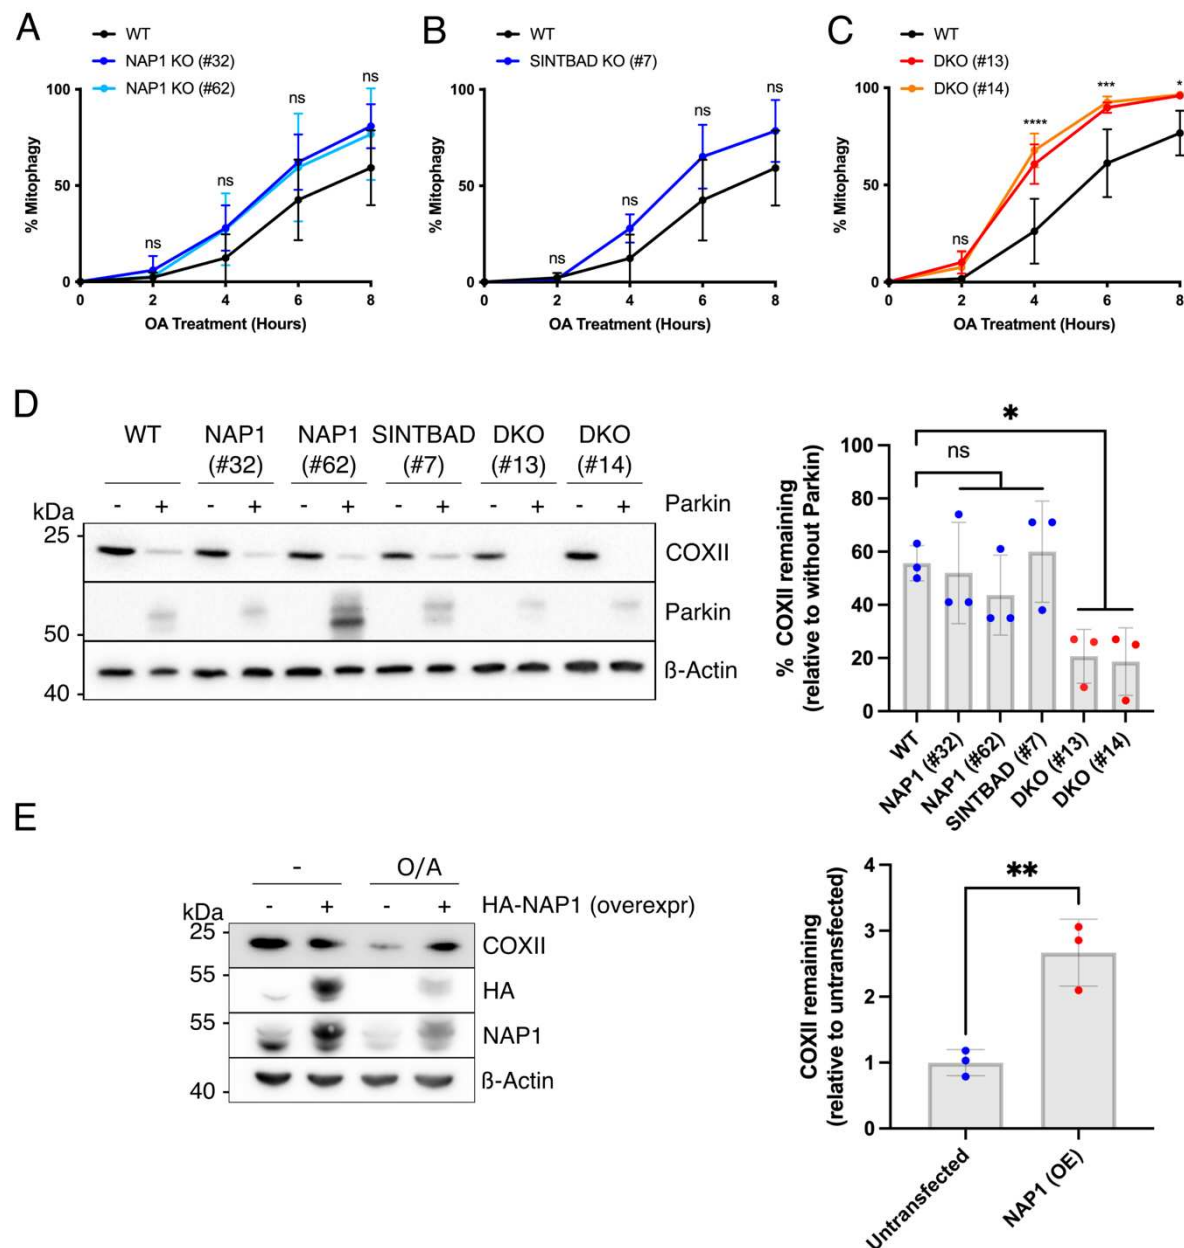 A
WT
NAP1 KO (#32)
NAP1 KO (#62)
% Mitophagy
100
50
0
ns
ns
ns
ns
0 2 4 6 8
OA Treatment (Hours)
B
WT
SINTBAD KO (#7)
% Mitophagy
100
50
0
ns
ns
ns
ns
0 2 4 6 8
OA Treatment (Hours)
C
WT
DKO (#13)
DKO (#14)
% Mitophagy
100
50
0
ns
****
***
*
0 2 4 6 8
OA Treatment (Hours)
D
WT NAP1 (#32) NAP1 (#62) SINTBAD (#7) DKO (#13) DKO (#14)
- + - + - + - + - + - + Parkin
kDa
25
COXII
Parkin
50
ß-Actin
40
% COXII remaining
(relative to without Parkin)
100
80
60
40
20
0
*
ns
WT
NAP1 (#32)
NAP1 (#62)
SINTBAD (#7)
DKO (#13)
DKO (#14)
E
- O/A
- + - + HA-NAP1 (overexpr)
kDa
25
COXII
55
HA
55
NAP1
ß-Actin
40
COXII remaining
(relative to untransfected)
4
3
2
1
0
**
Untransfected
NAP1 (OE)